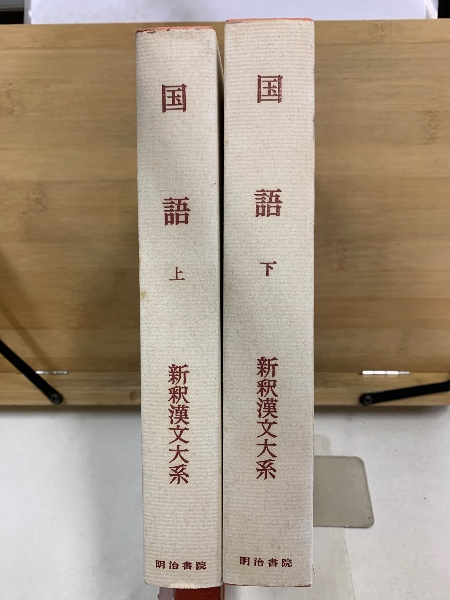 国語
上
新釈漢文大系
明治書院
国語
下
新釈漢文大系
明治書院